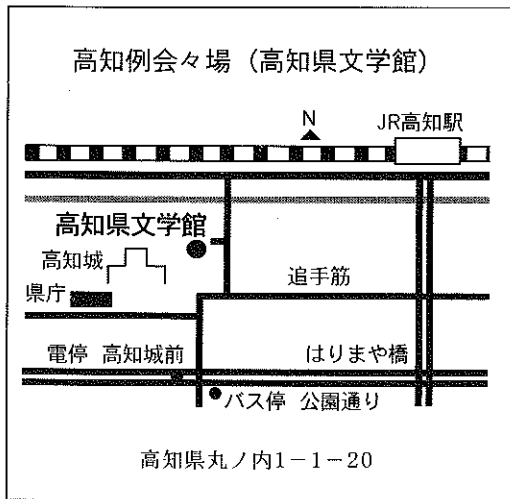 高知例会々場（高知県文学館）
N
JR高知駅
高知県文学館
高知城
追手筋
県庁
電停 高知城前
はりまや橋
バス停 公園通り
高知県丸ノ内1－1－20